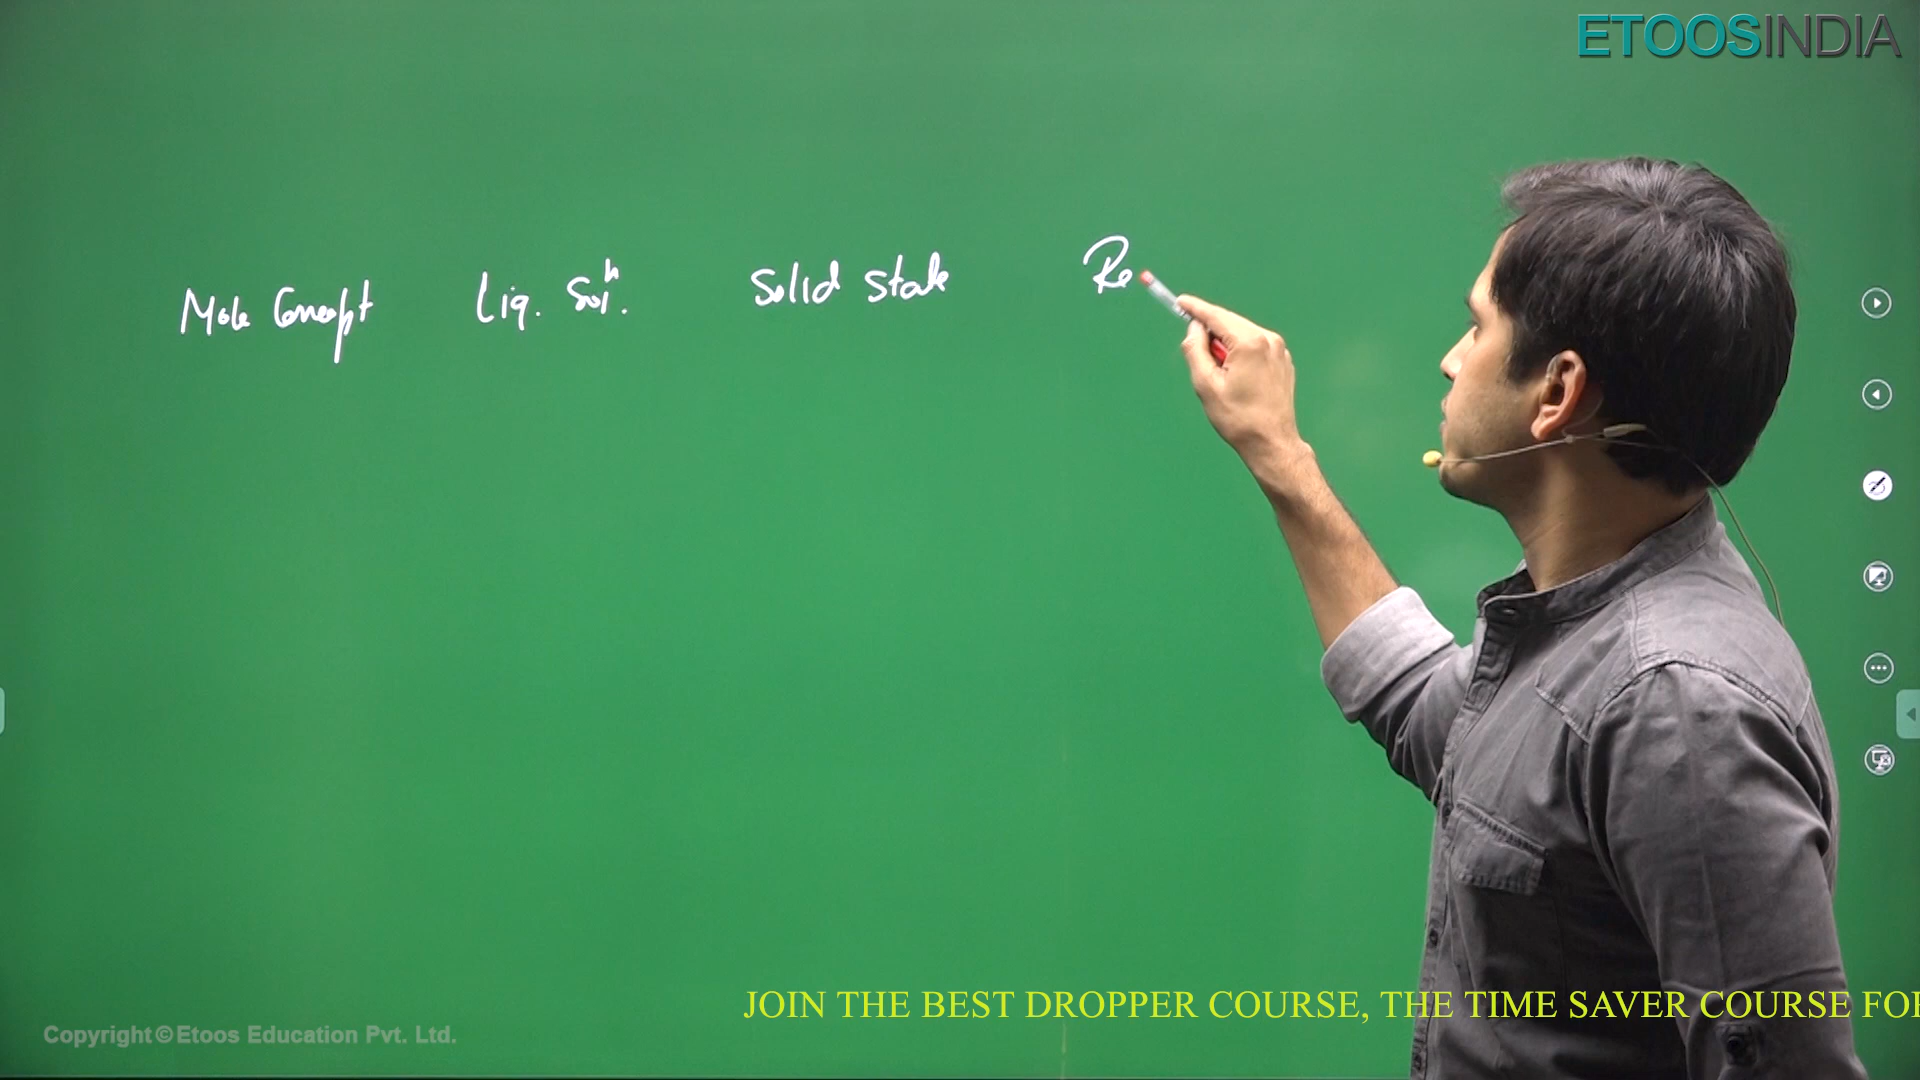 ETOOSINDIA
Mole Concept Liq. Solⁿ. Solid State Re
JOIN THE BEST DROPPER COURSE, THE TIME SAVER COURSE FOR
Copyright © Etoos Education Pvt. Ltd.